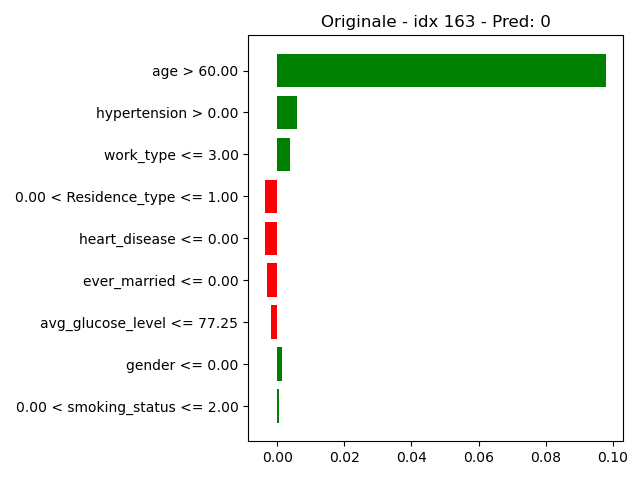 Originale - idx 163 - Pred: 0
age > 60.00
hypertension > 0.00
work_type <= 3.00
0.00 < Residence_type <= 1.00
heart_disease <= 0.00
ever_married <= 0.00
avg_glucose_level <= 77.25
gender <= 0.00
0.00 < smoking_status <= 2.00
0.00 0.02 0.04 0.06 0.08 0.10